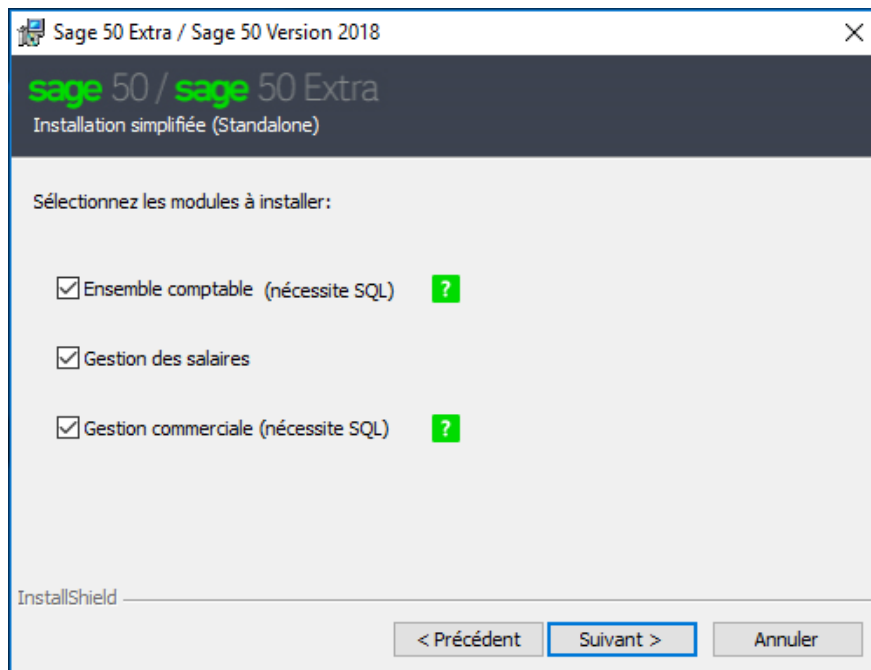 Sage 50 Extra / Sage 50 Version 2018
sage 50 / sage 50 Extra
Installation simplifiée (Standalone)
Sélectionnez les modules à installer:
Ensemble comptable (nécessite SQL) ?
Gestion des salaires
Gestion commerciale (nécessite SQL) ?
InstallShield
< Précédent Suivant > Annuler